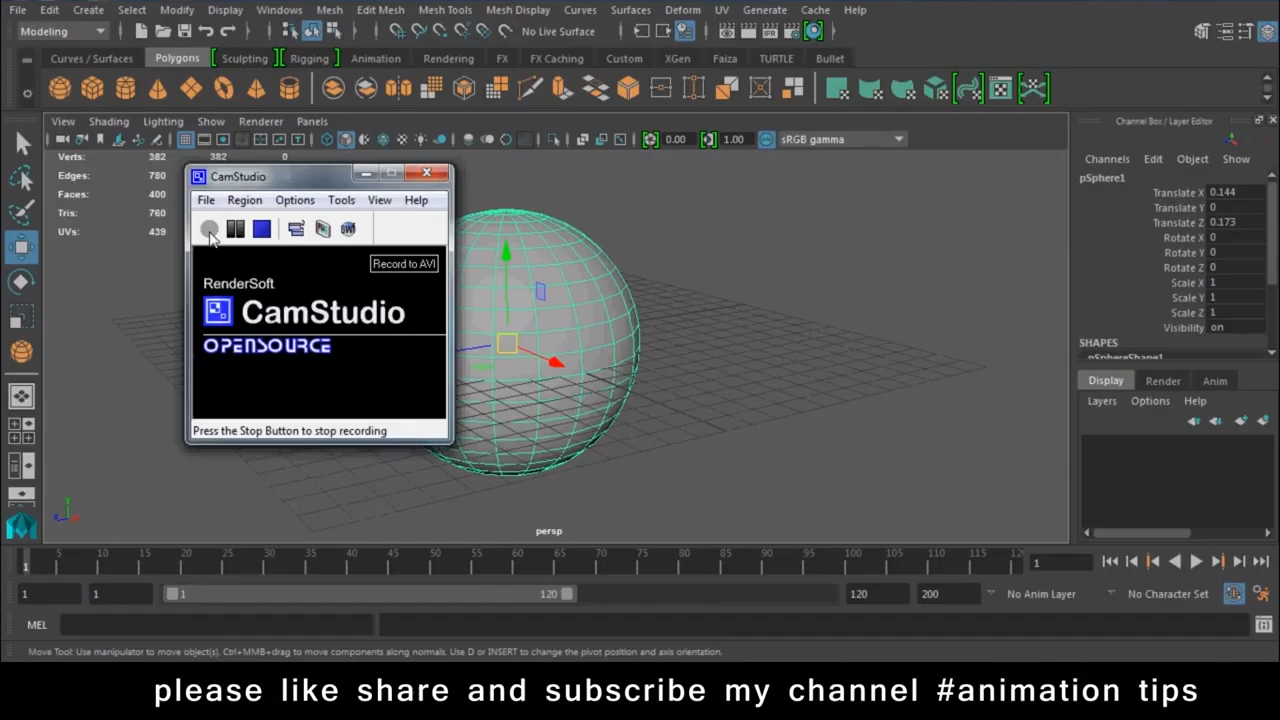 File Edit Create Select Modify Display Windows Mesh Edit Mesh Mesh Tools Mesh Display Curves Surfaces Deform UV Generate Cache Help
Modeling No Live Surface
Curves / Surfaces Polygons Sculpting Rigging Animation Rendering FX FX Caching Custom XGen Faiza TURTLE Bullet
View Shading Lighting Show Renderer Panels
Channel Box / Layer Editor
0.00 1.00 sRGB gamma
Channels Edit Object Show
Verts: 382 382 0
Edges: 780
Faces: 400
Tris: 760
UVs: 439
CamStudio
File Region Options Tools View Help
Record to AVI
RenderSoft
CamStudio
OPENSOURCE
Press the Stop Button to stop recording
pSphere1
Translate X 0.144
Translate Y 0
Translate Z 0.173
Rotate X 0
Rotate Y 0
Rotate Z 0
Scale X 1
Scale Y 1
Scale Z 1
Visibility on
SHAPES
pSphereShape1
Display Render Anim
Layers Options Help
persp
5 10 15 20 25 30 35 40 45 50 55 60 65 70 75 80 85 90 95 100 105 110 115 12
1 1
1 1 1 120 120 200 No Anim Layer No Character Set
MEL
Move Tool: Use manipulator to move object(s). Ctrl+MMB+drag to move components along normals. Use D or INSERT to change the pivot position and axis orientation.
please like share and subscribe my channel #animation tips